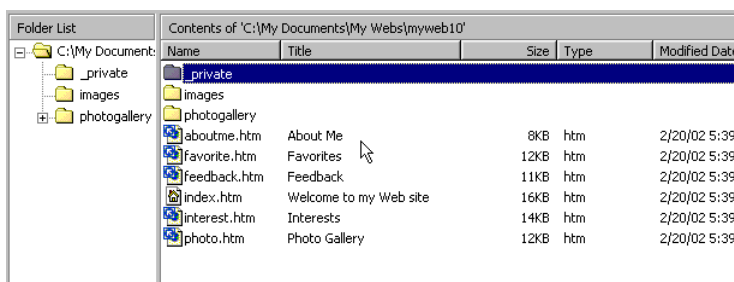 Folder List
Contents of 'C:\My Documents\My Webs\myweb10'
C:\My Document:
_private
images
photogallery
Name Title Size Type Modified Date
_private
images
photogallery
aboutme.htm About Me 8KB htm 2/20/02 5:39
favorite.htm Favorites 12KB htm 2/20/02 5:39
feedback.htm Feedback 11KB htm 2/20/02 5:39
index.htm Welcome to my Web site 16KB htm 2/20/02 5:39
interest.htm Interests 14KB htm 2/20/02 5:39
photo.htm Photo Gallery 12KB htm 2/20/02 5:39